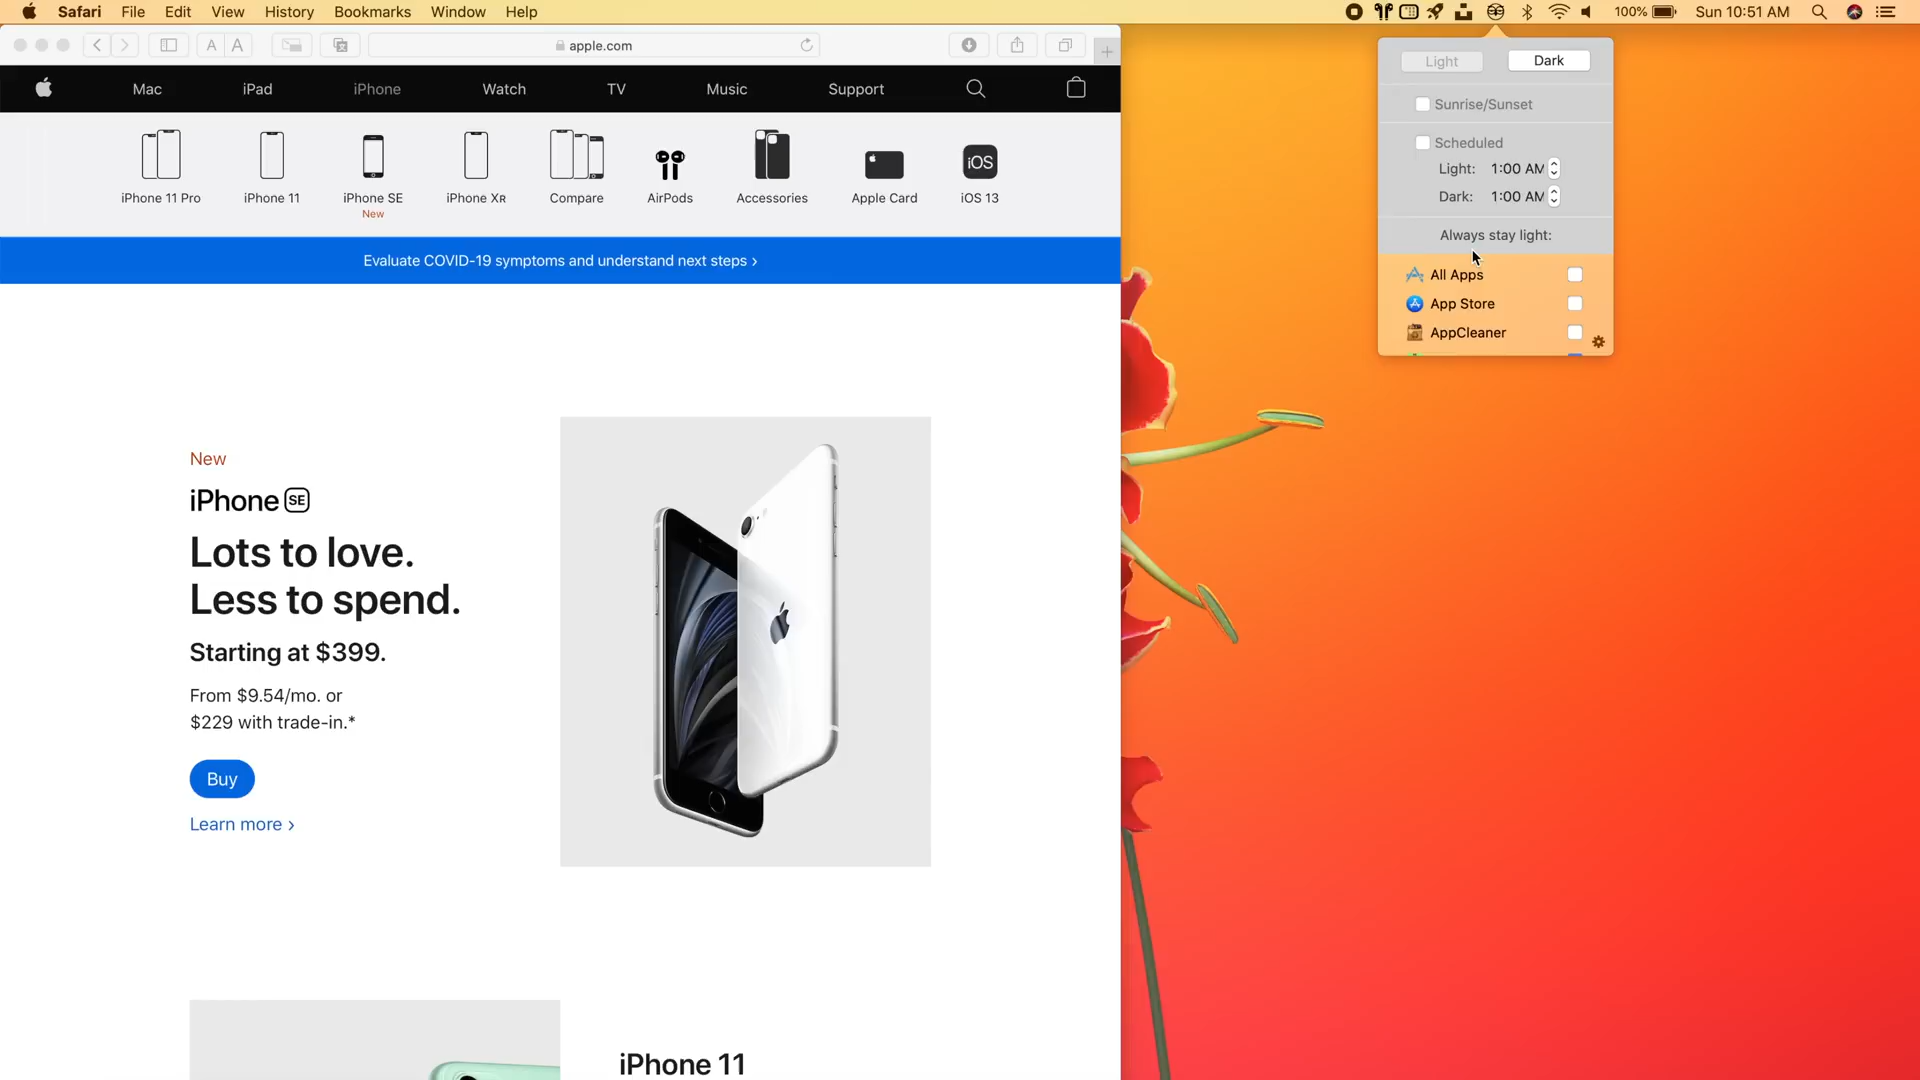 Safari File Edit View History Bookmarks Window Help
100% Sun 10:51 AM
A A apple.com
Mac iPad iPhone Watch TV Music Support
iPhone 11 Pro
iPhone 11
iPhone SE
New
iPhone XR
Compare
AirPods
Accessories
Apple Card
iOS
iOS 13
Evaluate COVID-19 symptoms and understand next steps ›
New
iPhone SE
Lots to love.
Less to spend.
Starting at $399.
From $9.54/mo. or
$229 with trade-in.*
Buy
Learn more ›
iPhone 11
Light Dark
Sunrise/Sunset
Scheduled
Light: 1:00 AM
Dark: 1:00 AM
Always stay light:
All Apps
App Store
AppCleaner